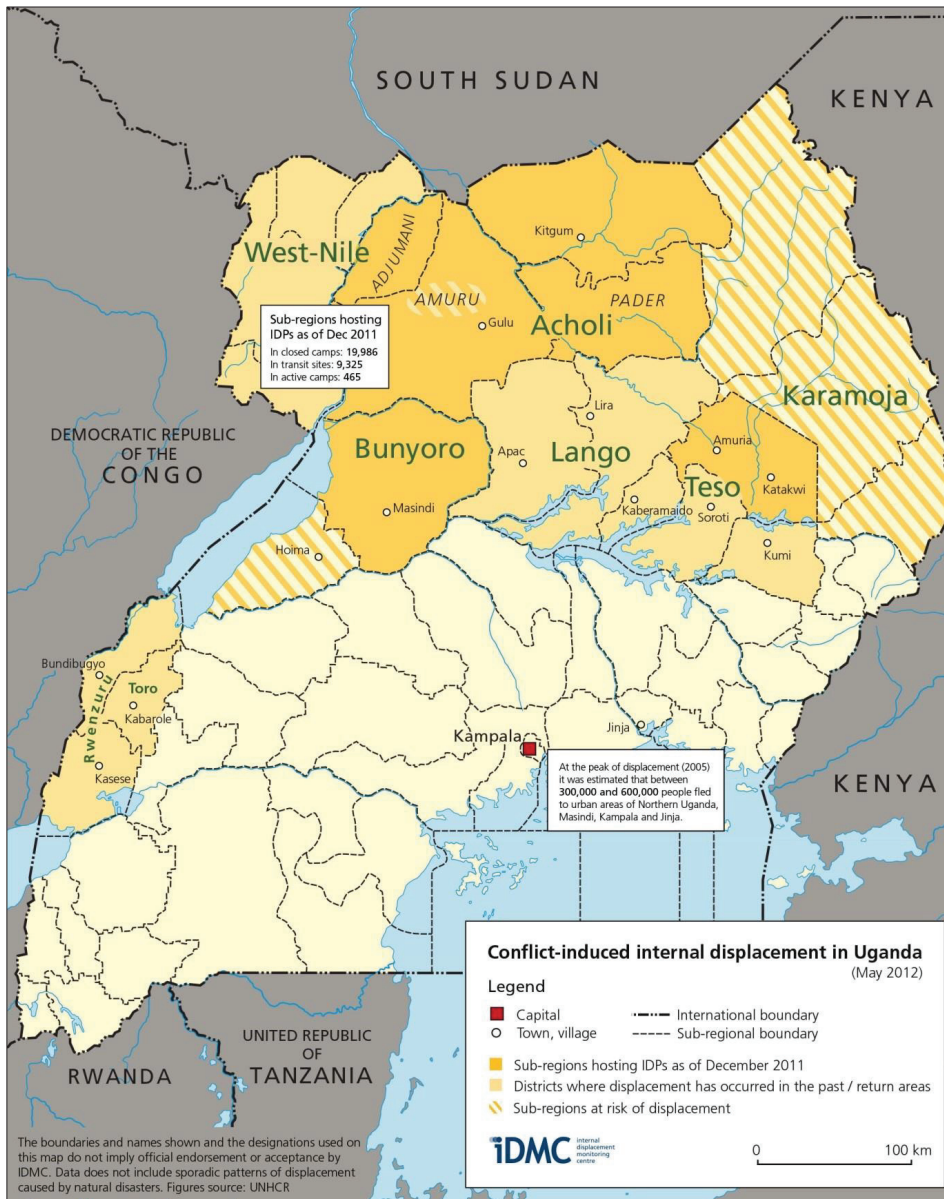 SOUTH SUDAN
KENYA
West-Nile
ADJUMANI
AMURU
Gulu
Kitgum
PADER
Acholi
Karamoja
Sub-regions hosting
IDPs as of Dec 2011
In closed camps: 19,986
In transit sites: 9,325
In active camps: 465
DEMOCRATIC REPUBLIC
OF THE
CONGO
Bunyoro
Masindi
Hoima
Lira
Apac
Lango
Kaberamaido
Amuria
Teso
Katakwi
Soroti
Kumi
Bundibugyo
Rwenzuru
Toro
Kabarole
Kasese
Kampala
Jinja
At the peak of displacement (2005)
it was estimated that between
300,000 and 600,000 people fled
to urban areas of Northern Uganda,
Masindi, Kampala and Jinja.
KENYA
RWANDA
UNITED REPUBLIC
OF
TANZANIA
Conflict-induced internal displacement in Uganda
(May 2012)
Legend
Capital
Town, village
International boundary
Sub-regional boundary
Sub-regions hosting IDPs as of December 2011
Districts where displacement has occurred in the past / return areas
Sub-regions at risk of displacement
iDMC
internal
displacement
monitoring
centre
0 100 km
The boundaries and names shown and the designations used on
this map do not imply official endorsement or acceptance by
IDMC. Data does not include sporadic patterns of displacement
caused by natural disasters. Figures source: UNHCR